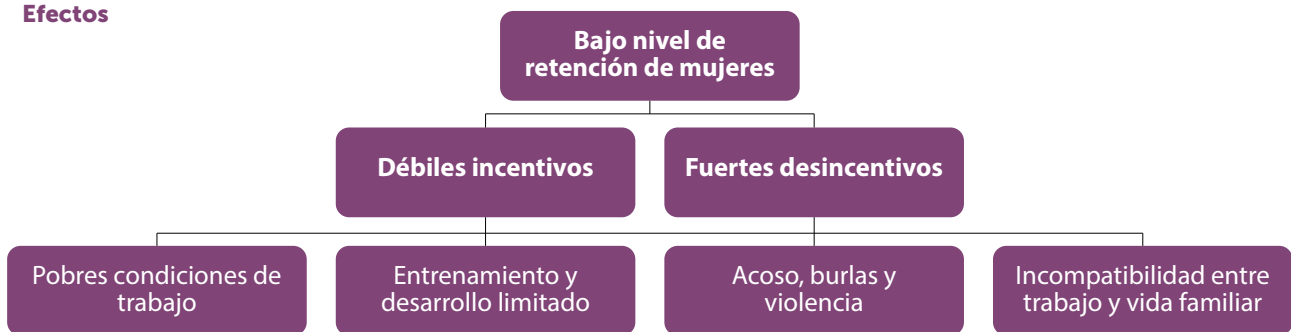 Efectos
Bajo nivel de
retención de mujeres
Débiles incentivos
Fuertes desincentivos
Pobres condiciones de
trabajo
Entrenamiento y
desarrollo limitado
Acoso, burlas y
violencia
Incompatibilidad entre
trabajo y vida familiar